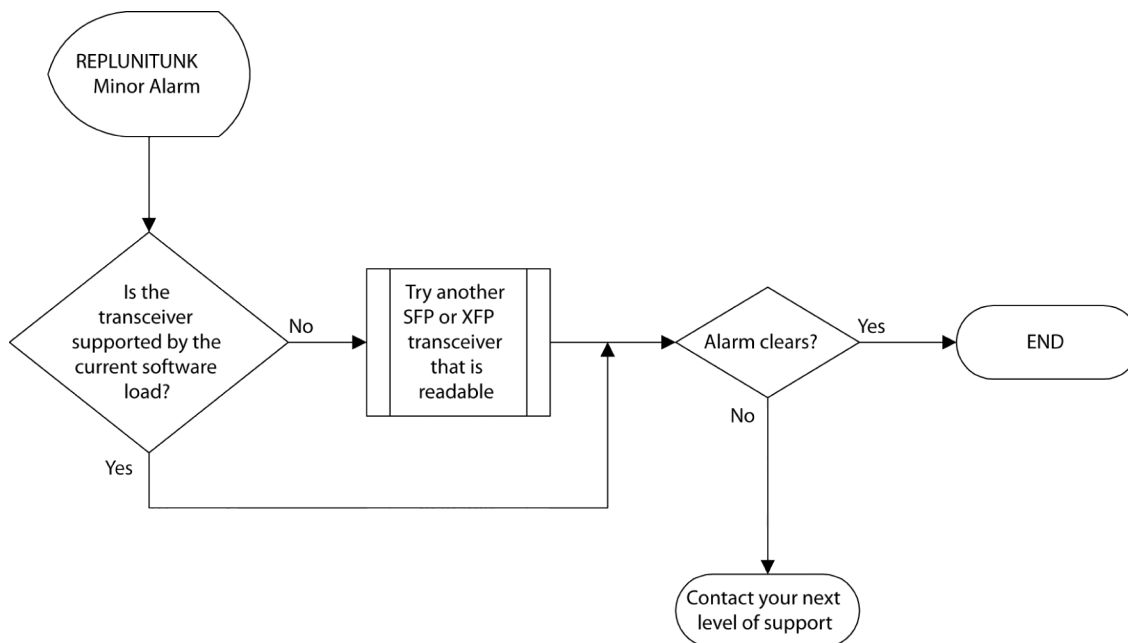 REPLUNITUNK
Minor Alarm
Is the
transceiver
supported by the
current software
load?
No
Try another
SFP or XFP
transceiver
that is
readable
Alarm clears?
Yes
END
Yes
No
Contact your next
level of support